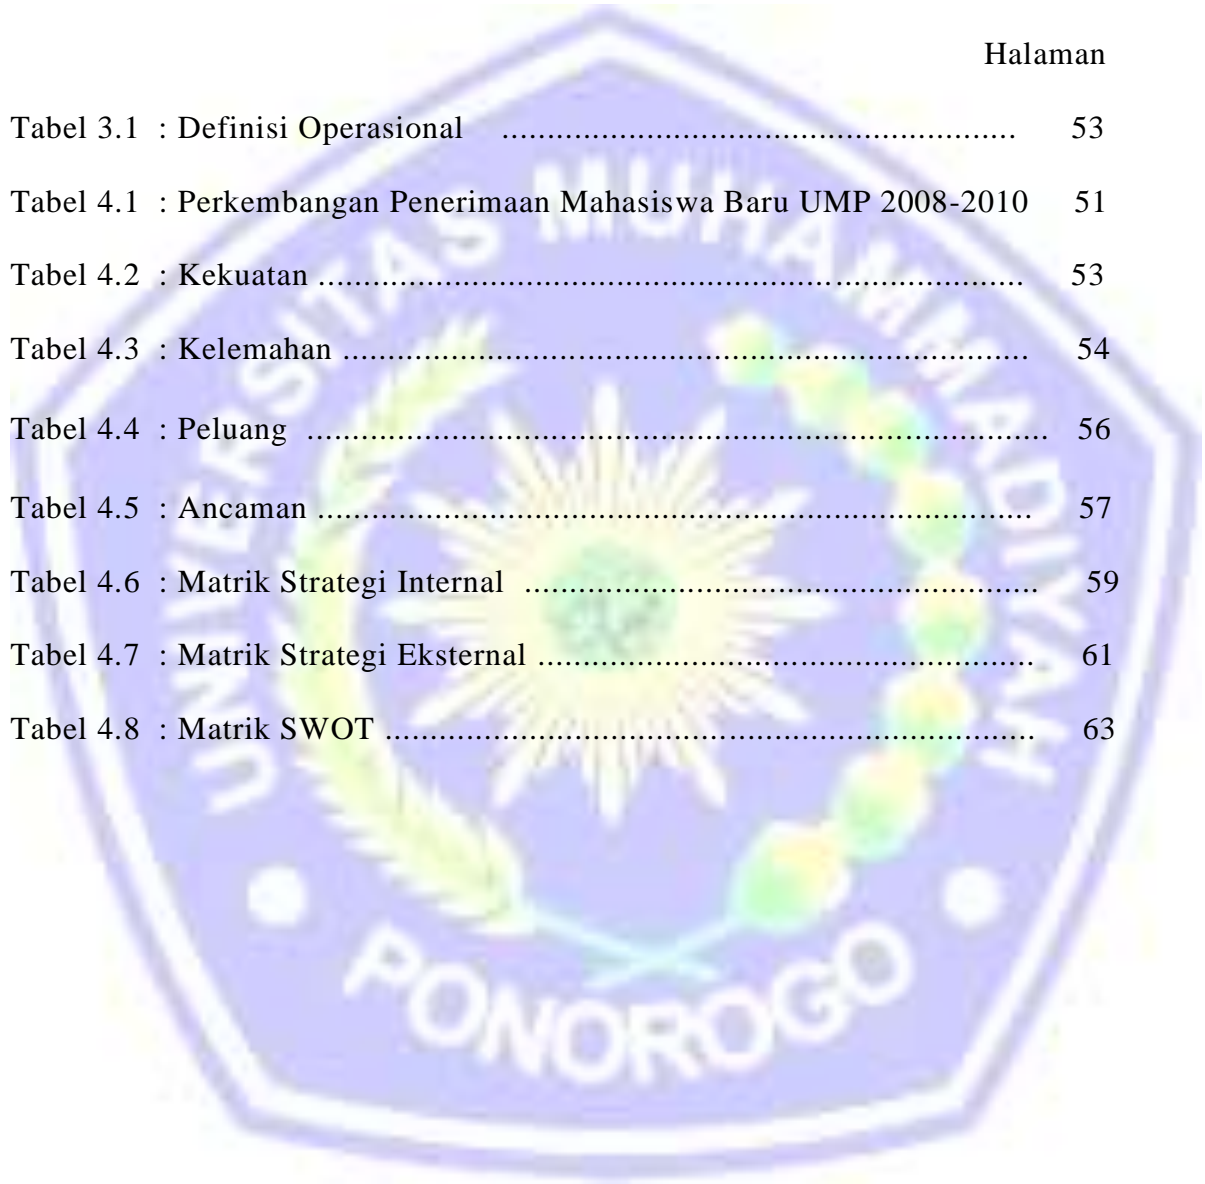 Halaman
Tabel 3.1 : Definisi Operasional ......................................................... 53
Tabel 4.1 : Perkembangan Penerimaan Mahasiswa Baru UMP 2008-2010 51
Tabel 4.2 : Kekuatan .............................................................................. 53
Tabel 4.3 : Kelemahan ............................................................................ 54
Tabel 4.4 : Peluang .................................................................................. 56
Tabel 4.5 : Ancaman ............................................................................... 57
Tabel 4.6 : Matrik Strategi Internal ......................................................... 59
Tabel 4.7 : Matrik Strategi Eksternal ....................................................... 61
Tabel 4.8 : Matrik SWOT ........................................................................ 63
UNIVERSITAS MUHAMMADIYAH
PONOROGO